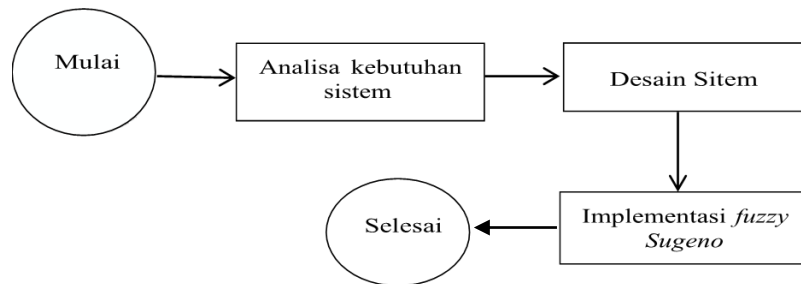 Mulai
Analisa kebutuhan
sistem
Desain Sitem
Implementasi fuzzy
Sugeno
Selesai